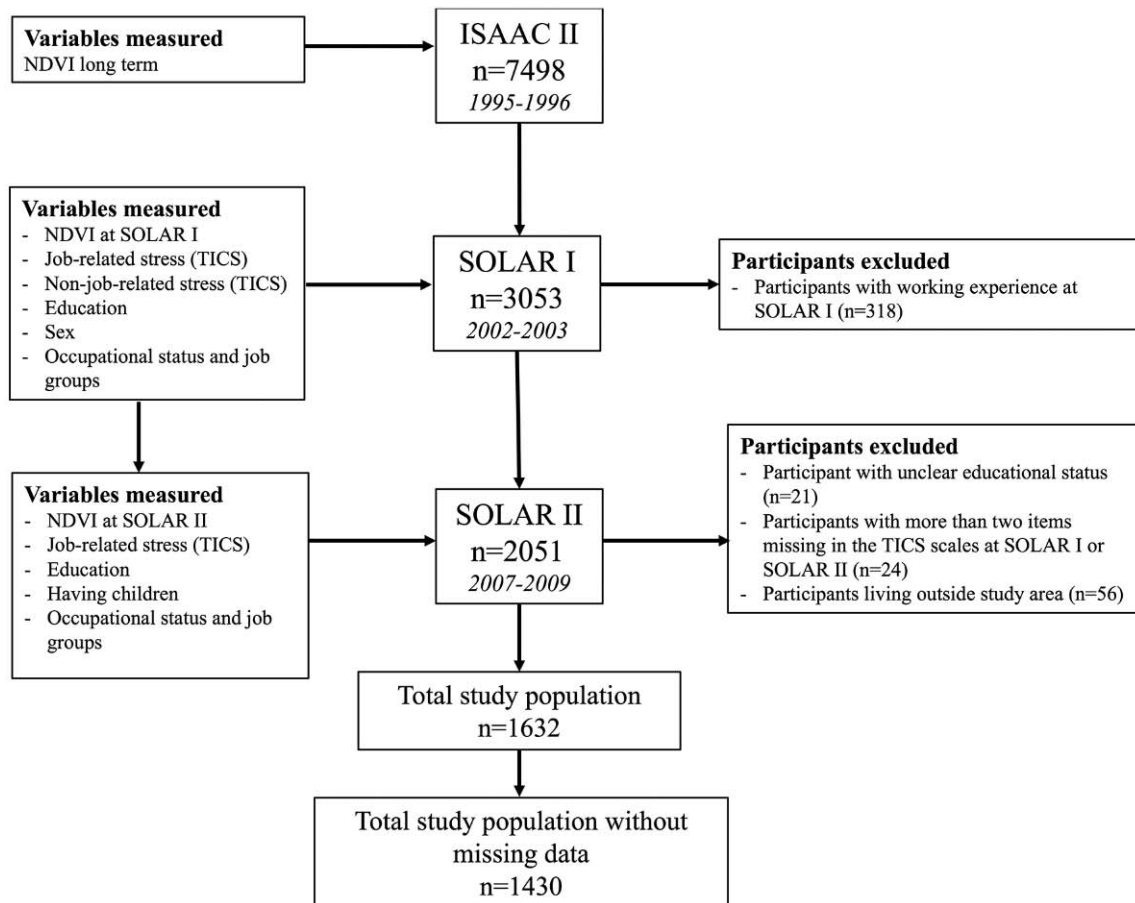 Variables measured
NDVI long term
ISAAC II
n=7498
1995-1996
Variables measured
- NDVI at SOLAR I
- Job-related stress (TICS)
- Non-job-related stress (TICS)
- Education
- Sex
- Occupational status and job
groups
SOLAR I
n=3053
2002-2003
Participants excluded
- Participants with working experience at
SOLAR I (n=318)
Variables measured
- NDVI at SOLAR II
- Job-related stress (TICS)
- Education
- Having children
- Occupational status and job
groups
SOLAR II
n=2051
2007-2009
Participants excluded
- Participant with unclear educational status
(n=21)
- Participants with more than two items
missing in the TICS scales at SOLAR I or
SOLAR II (n=24)
- Participants living outside study area (n=56)
Total study population
n=1632
Total study population without
missing data
n=1430